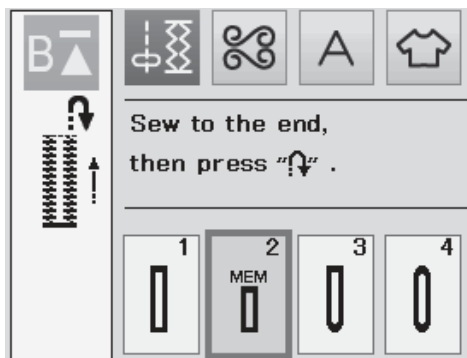 B
A
Sew to the end,
then press "↷" .
1
2
3
4
MEM